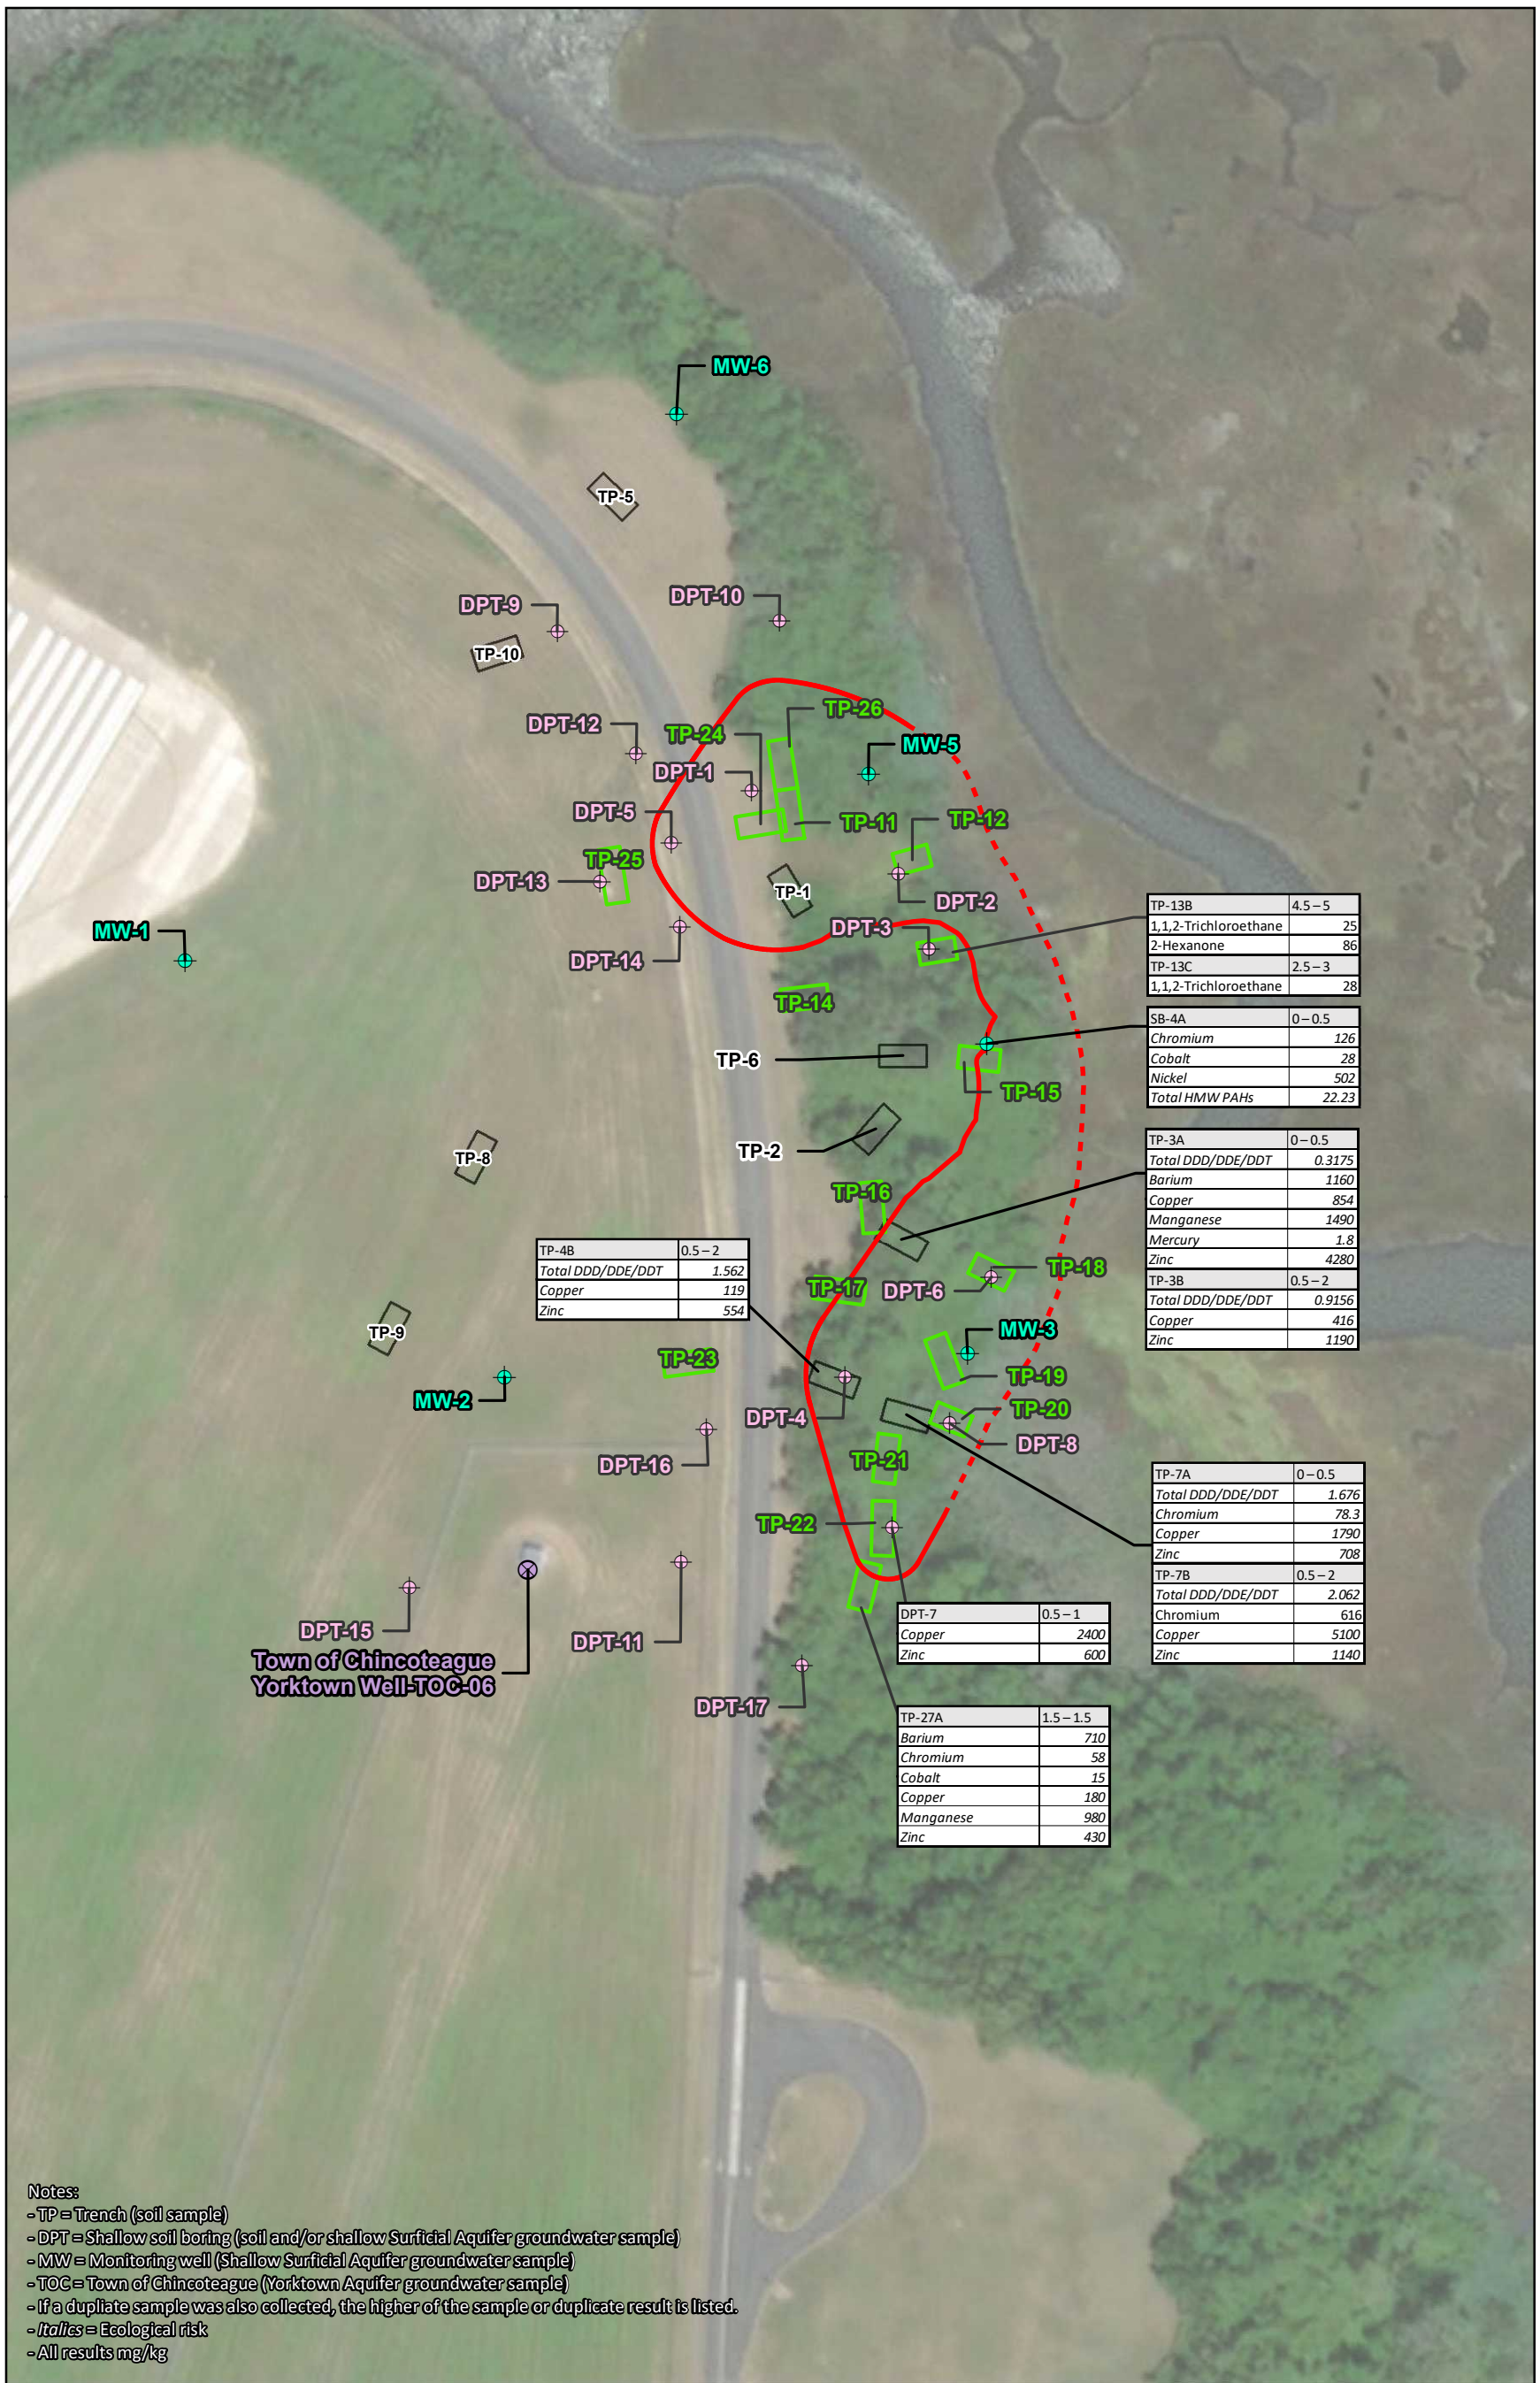 MW-6
TP-5
DPT-10
DPT-9
TP-10
TP-26
DPT-12
TP-24
MW-5
DPT-1
DPT-5
TP-11
TP-12
TP-25
DPT-13
TP-1
DPT-2
DPT-3
MW-1
DPT-14
TP-14
TP-6
TP-15
TP-2
TP-8
TP-16
TP-18
TP-17
DPT-6
TP-9
MW-3
TP-23
TP-19
MW-2
DPT-4
TP-20
DPT-8
TP-21
DPT-16
TP-22
DPT-15
DPT-11
Town of Chincoteague
Yorktown Well-TOC-06
DPT-17
TP-13B 4.5 – 5
1,1,2-Trichloroethane 25
2-Hexanone 86
TP-13C 2.5 – 3
1,1,2-Trichloroethane 28
SB-4A 0 – 0.5
Chromium 126
Cobalt 28
Nickel 502
Total HMW PAHs 22.23
TP-3A 0 – 0.5
Total DDD/DDE/DDT 0.3175
Barium 1160
Copper 854
Manganese 1490
Mercury 1.8
Zinc 4280
TP-3B 0.5 – 2
Total DDD/DDE/DDT 0.9156
Copper 416
Zinc 1190
TP-4B 0.5 – 2
Total DDD/DDE/DDT 1.562
Copper 119
Zinc 554
TP-7A 0 – 0.5
Total DDD/DDE/DDT 1.676
Chromium 78.3
Copper 1790
Zinc 708
TP-7B 0.5 – 2
Total DDD/DDE/DDT 2.062
Chromium 616
Copper 5100
Zinc 1140
DPT-7 0.5 – 1
Copper 2400
Zinc 600
TP-27A 1.5 – 1.5
Barium 710
Chromium 58
Cobalt 15
Copper 180
Manganese 980
Zinc 430
Notes:
- TP = Trench (soil sample)
- DPT = Shallow soil boring (soil and/or shallow Surficial Aquifer groundwater sample)
- MW = Monitoring well (Shallow Surficial Aquifer groundwater sample)
- TOC = Town of Chincoteague (Yorktown Aquifer groundwater sample)
- If a dupliate sample was also collected, the higher of the sample or duplicate result is listed.
- Italics = Ecological risk
- All results mg/kg